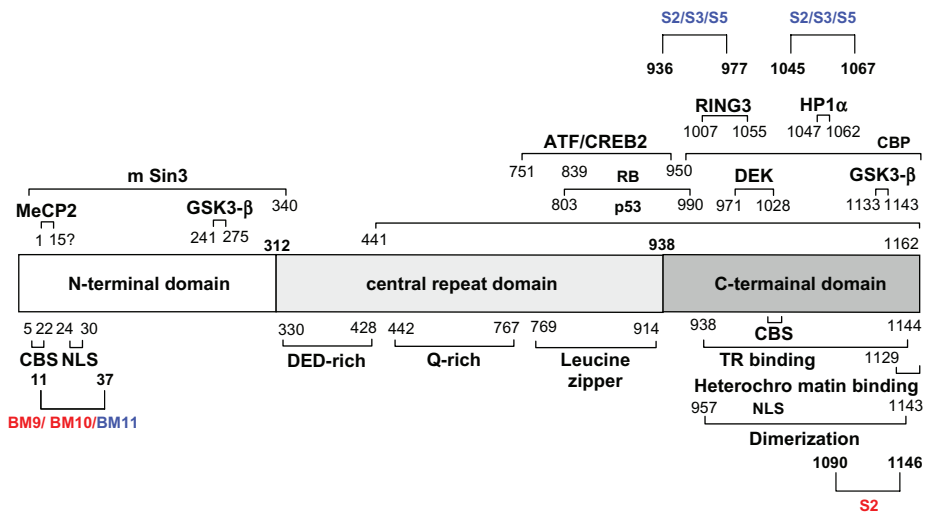 S2/S3/S5 S2/S3/S5
936 977 1045 1067
RING3 HP1α
1007 1055 1047 1062
ATF/CREB2 CBP
751 839 RB 950 DEK GSK3-β
m Sin3
803 p53 990 971 1028 1133 1143
MeCP2 GSK3-β 340
1 15? 241 275 312 441 938 1162
N-terminal domain central repeat domain C-termainal domain
5 22 24 30 330 428 442 767 769 914 938 CBS 1144
CBS NLS DED-rich Q-rich Leucine zipper TR binding 1129
11 37 Heterochro matin binding
957 NLS 1143
BM9/ BM10/BM11
Dimerization
1090 1146
S2